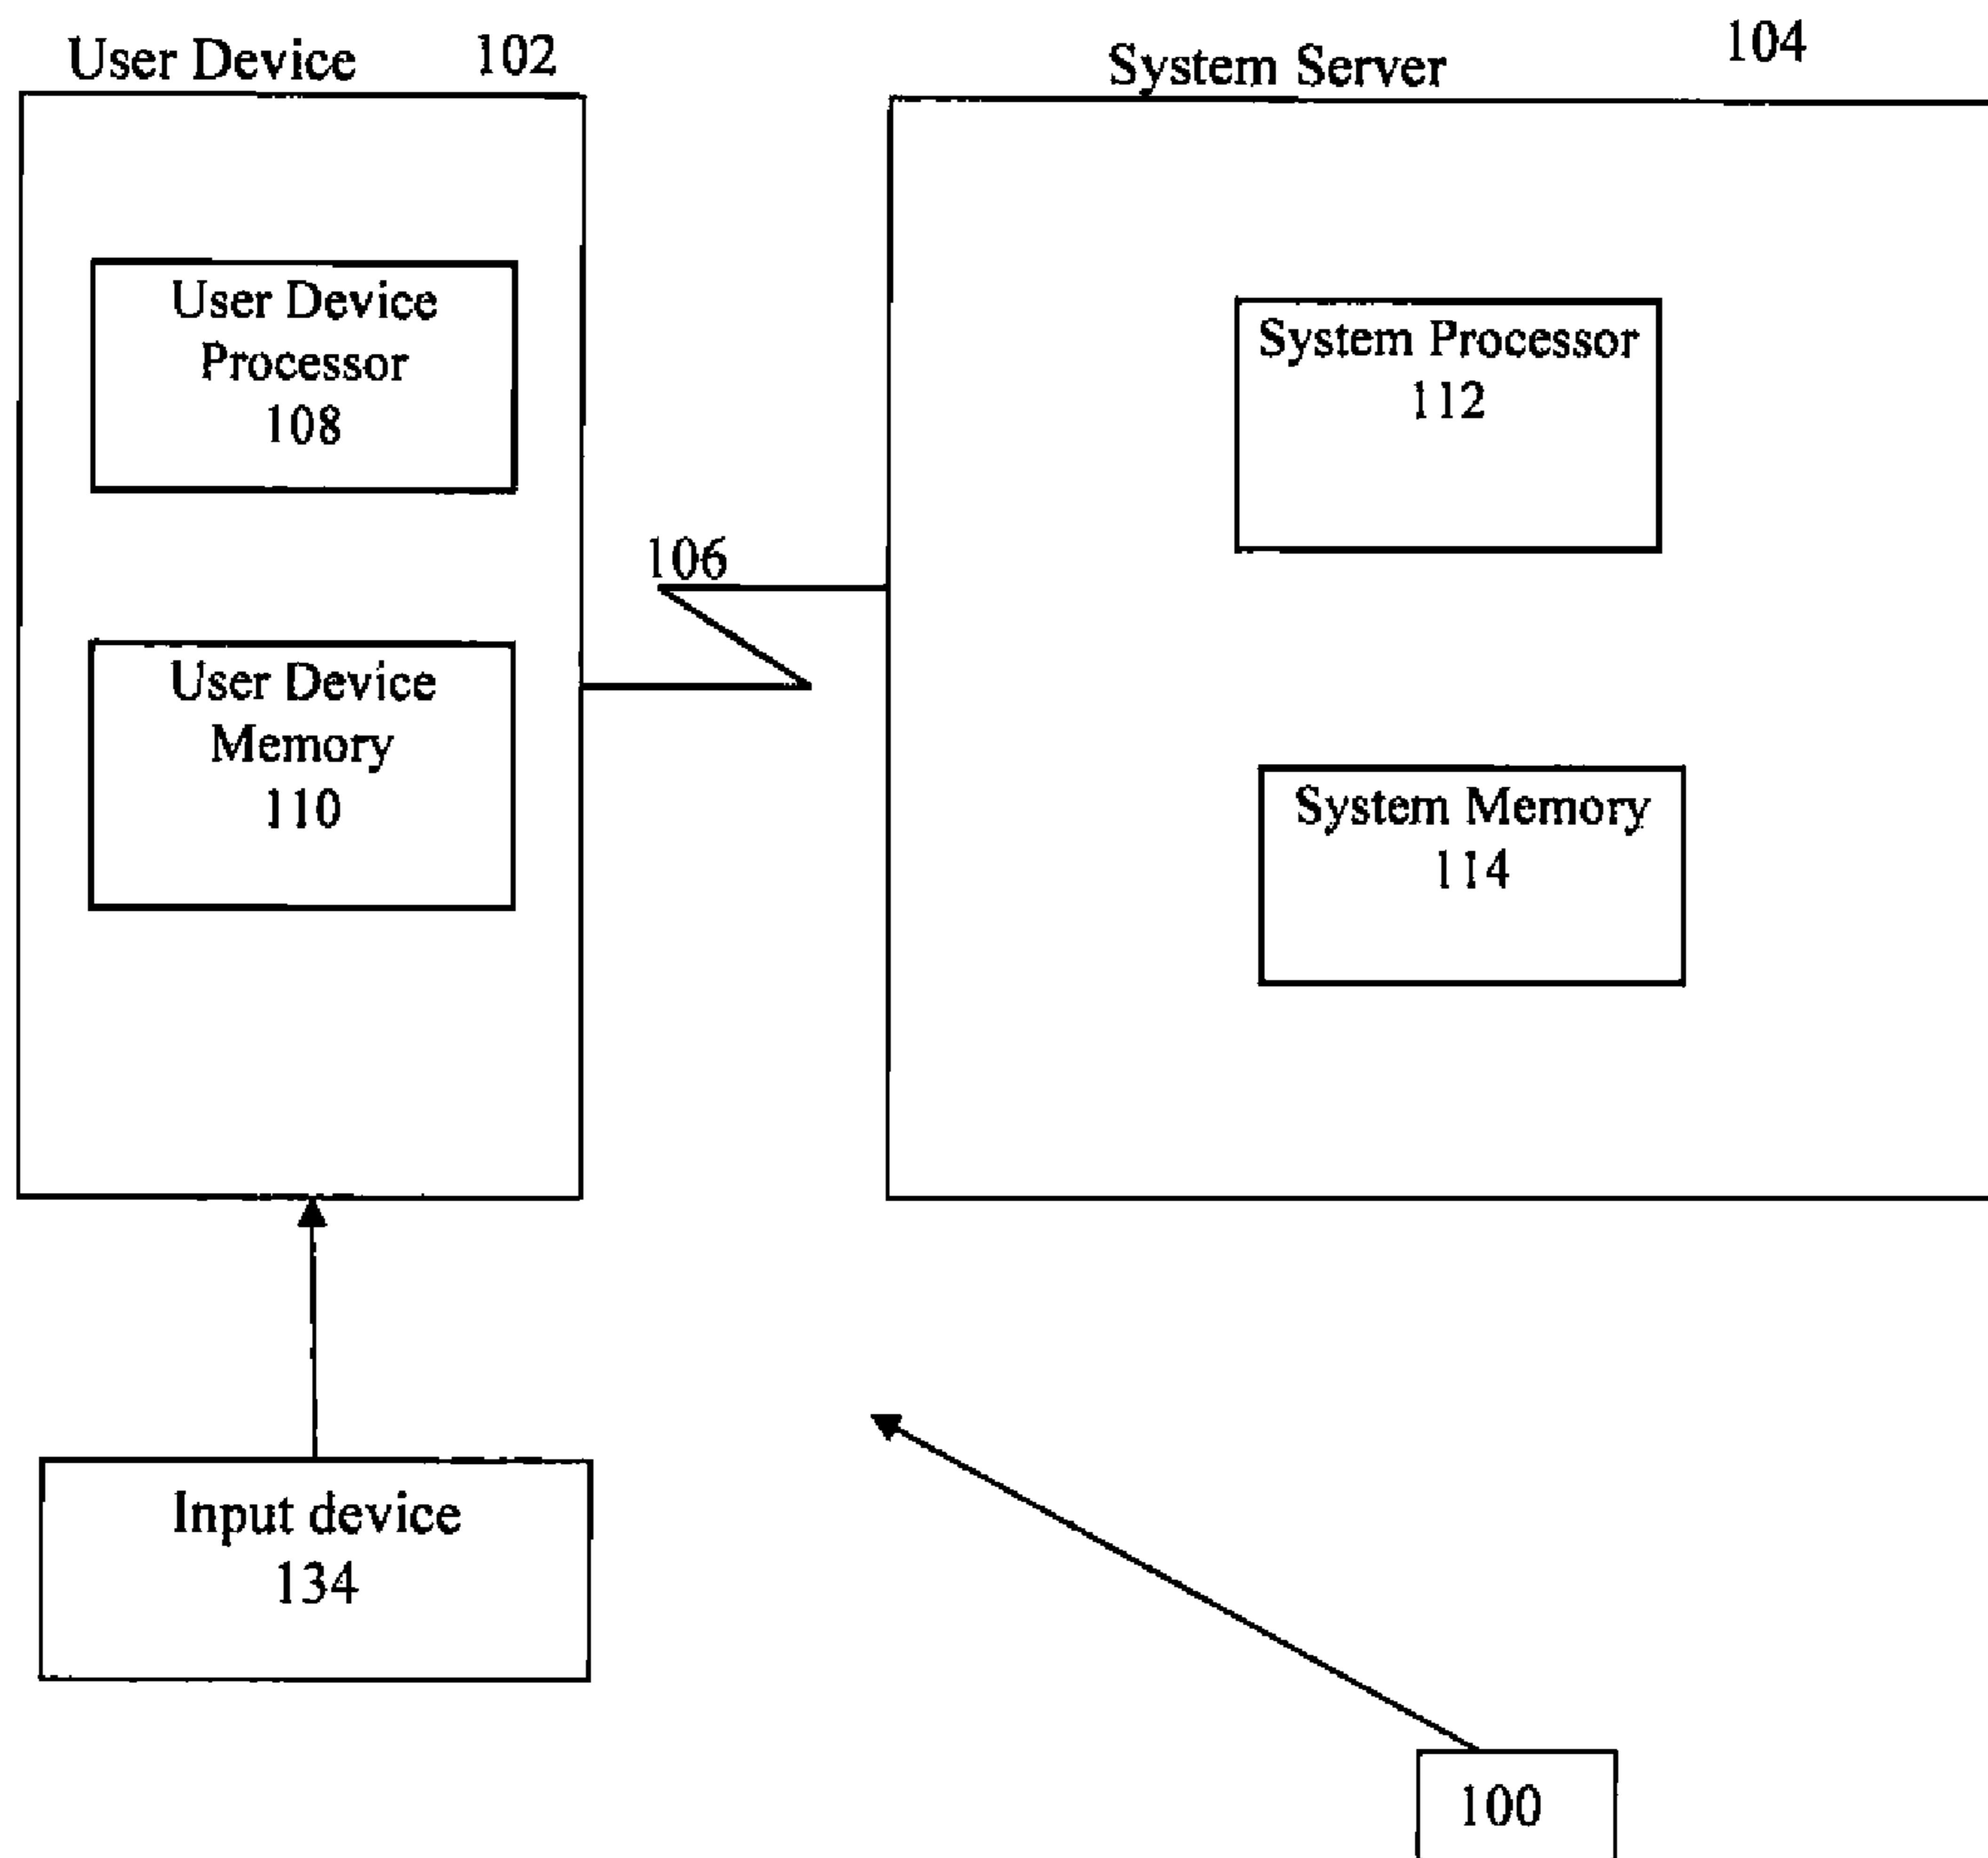 User Device 102
System Server 104
User Device
Processor
108
System Processor
112
106
User Device
Memory
110
System Memory
114
Input device
134
100